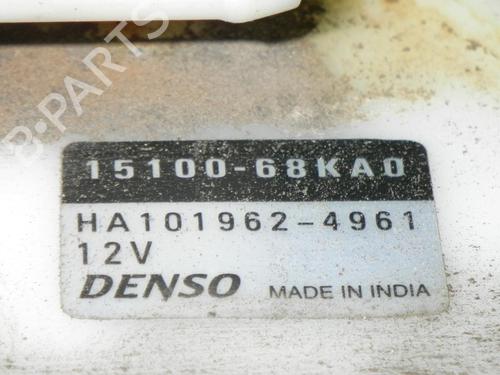 15100-68KA0
HA101962-4961
12V
DENSO MADE IN INDIA
B-PARTS